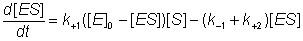 d[ES]/dt = k₊₁([E]₀ − [ES])[S] − (k₋₁ + k₊₂)[ES]